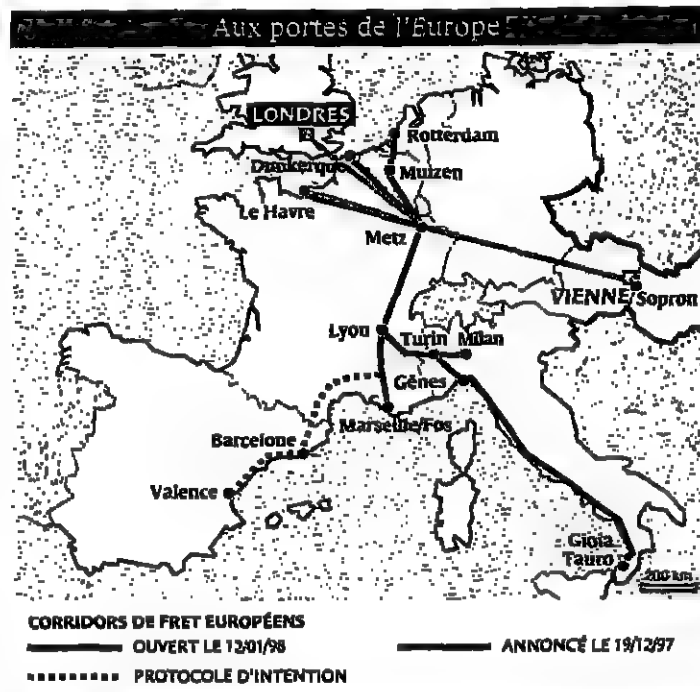 Aux portes de l'Europe
LONDRES
Rotterdam
Dunkerque
Muizen
Le Havre
Metz
VIENNE/Sopron
Lyon
Turin
Milan
Gênes
Marseille/Fos
Barcelone
Valence
Gioia
Tauro
200 km
CORRIDORS DE FRET EUROPÉENS
OUVERT LE 12/01/98
ANNONCÉ LE 19/12/97
PROTOCOLE D'INTENTION